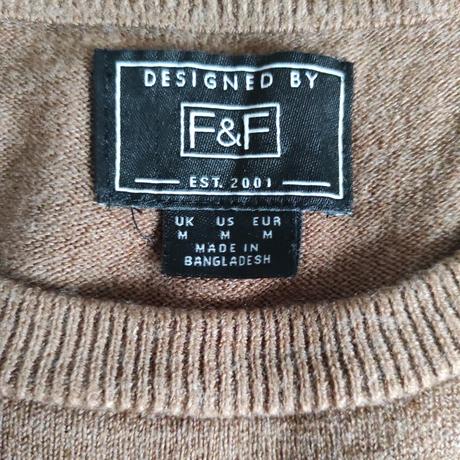 DESIGNED BY
F&F
EST. 2001
UK US EUR
M M M
MADE IN
BANGLADESH